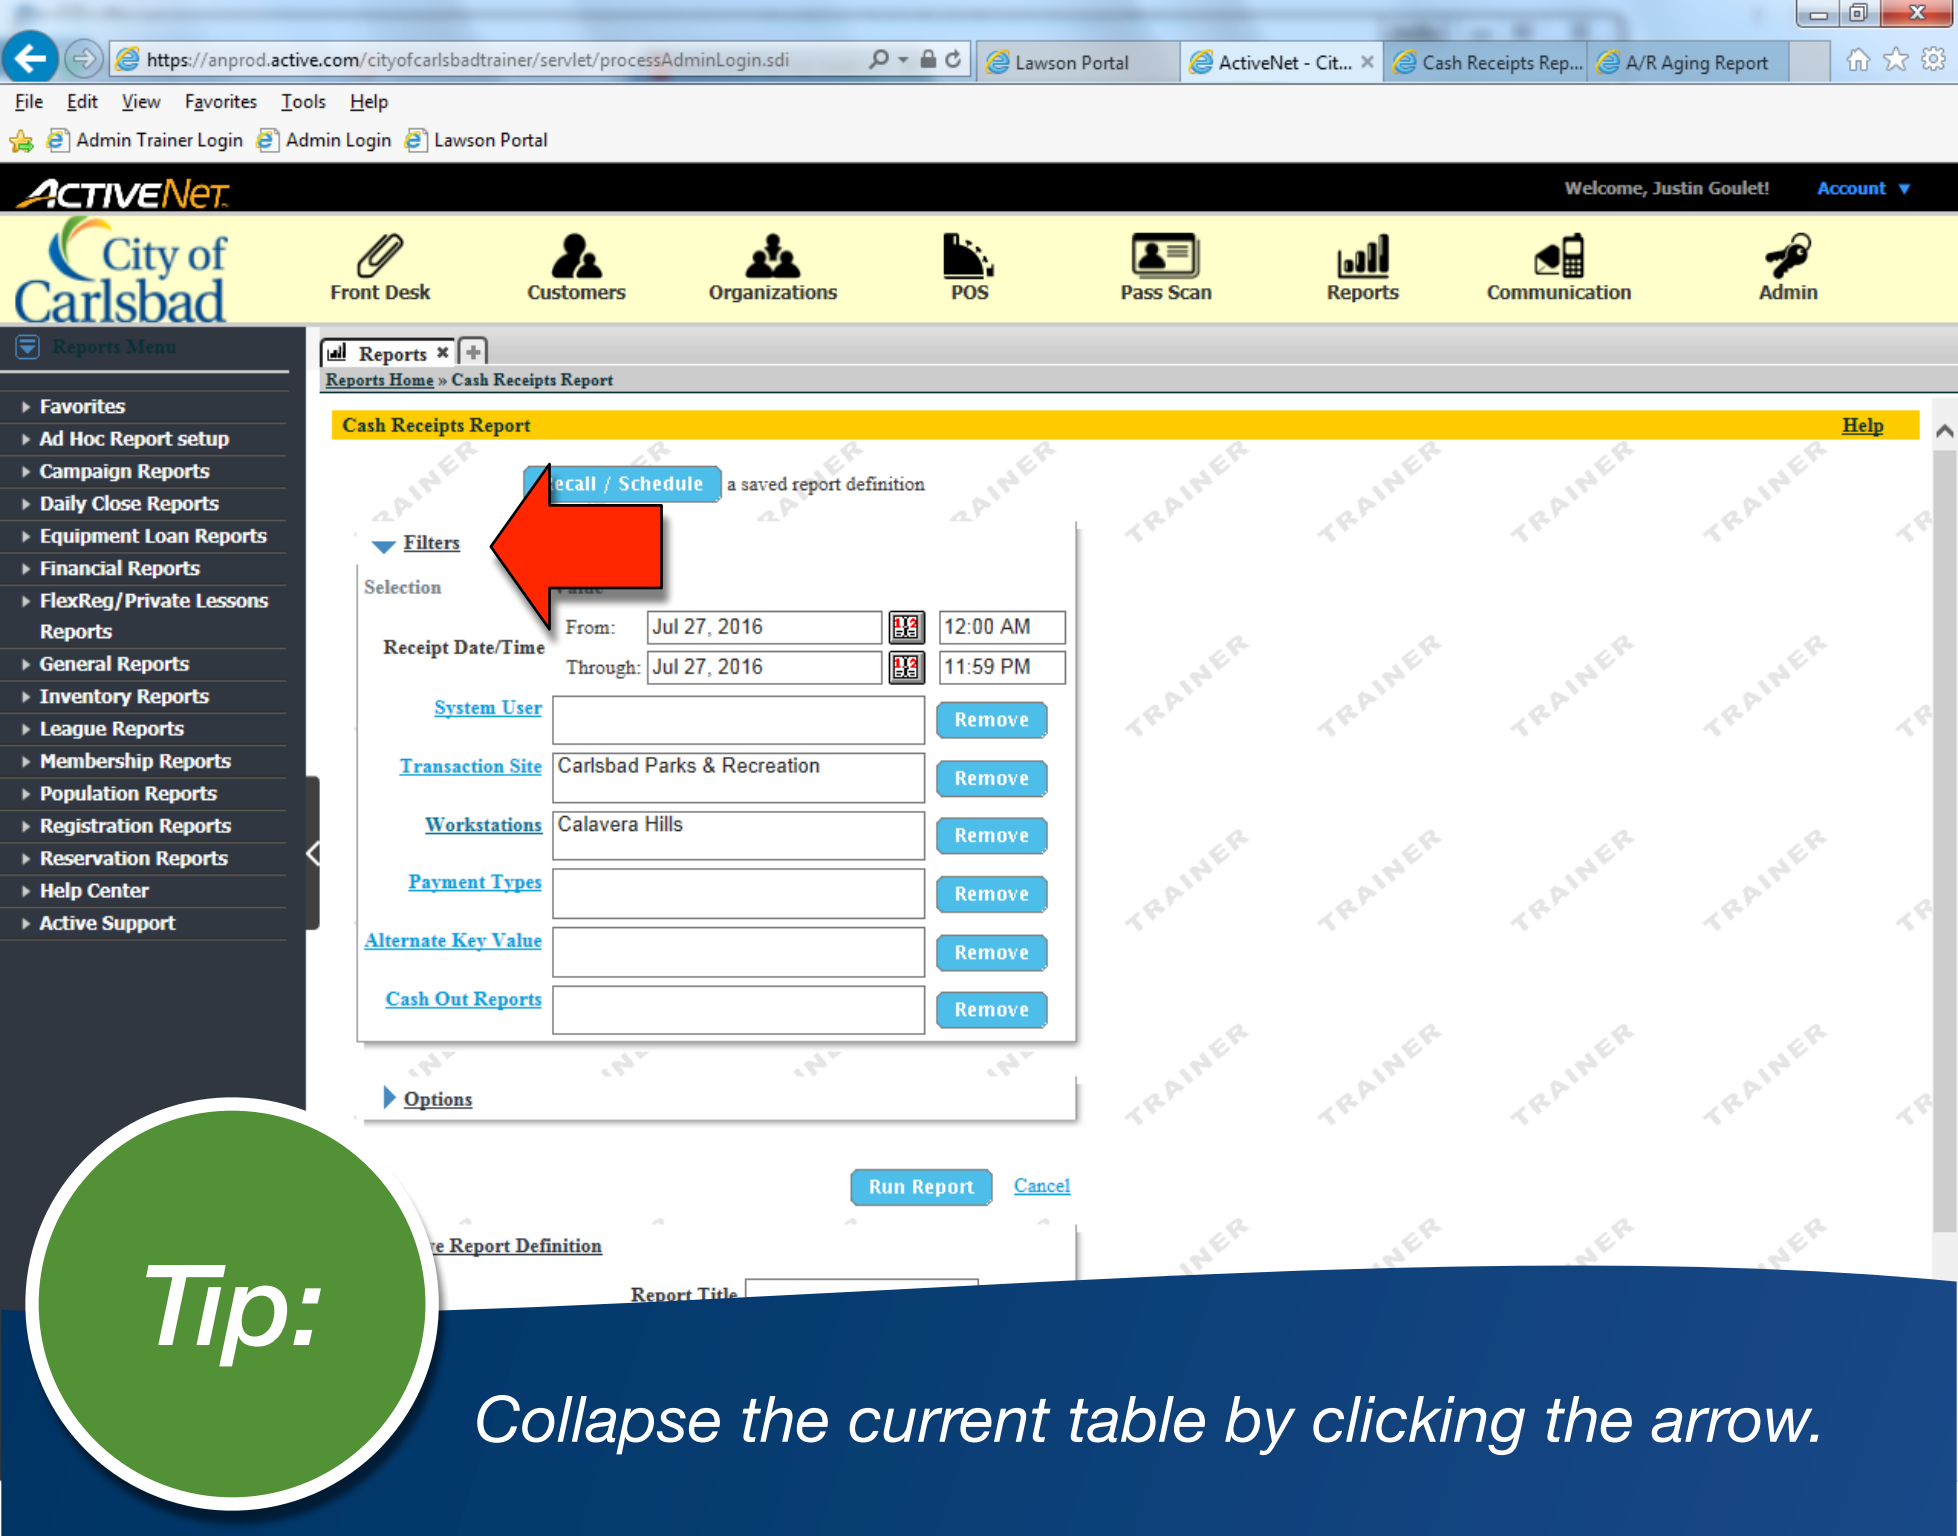 https://anprod.active.com/cityofcarlsbadtrainer/servlet/processAdminLogin.sdi
Lawson Portal
ActiveNet - Cit...
Cash Receipts Rep...
A/R Aging Report
File Edit View Favorites Tools Help
Admin Trainer Login Admin Login Lawson Portal
ACTIVENet.
Welcome, Justin Goulet! Account
City of
Carlsbad
Front Desk
Customers
Organizations
POS
Pass Scan
Reports
Communication
Admin
Reports Menu
Favorites
Ad Hoc Report setup
Campaign Reports
Daily Close Reports
Equipment Loan Reports
Financial Reports
FlexReg/Private Lessons
Reports
General Reports
Inventory Reports
League Reports
Membership Reports
Population Reports
Registration Reports
Reservation Reports
Help Center
Active Support
Reports
Reports Home » Cash Receipts Report
Cash Receipts Report Help
/ Schedule a saved report definition
Filters
Selection
Receipt Date/Time
From: Jul 27, 2016 12:00 AM
Through: Jul 27, 2016 11:59 PM
System User Remove
Transaction Site Carlsbad Parks & Recreation Remove
Workstations Calavera Hills Remove
Payment Types Remove
Alternate Key Value Remove
Cash Out Reports Remove
Options
Run Report Cancel
Report Definition
Report Title
TRAINER
Tip:
Collapse the current table by clicking the arrow.